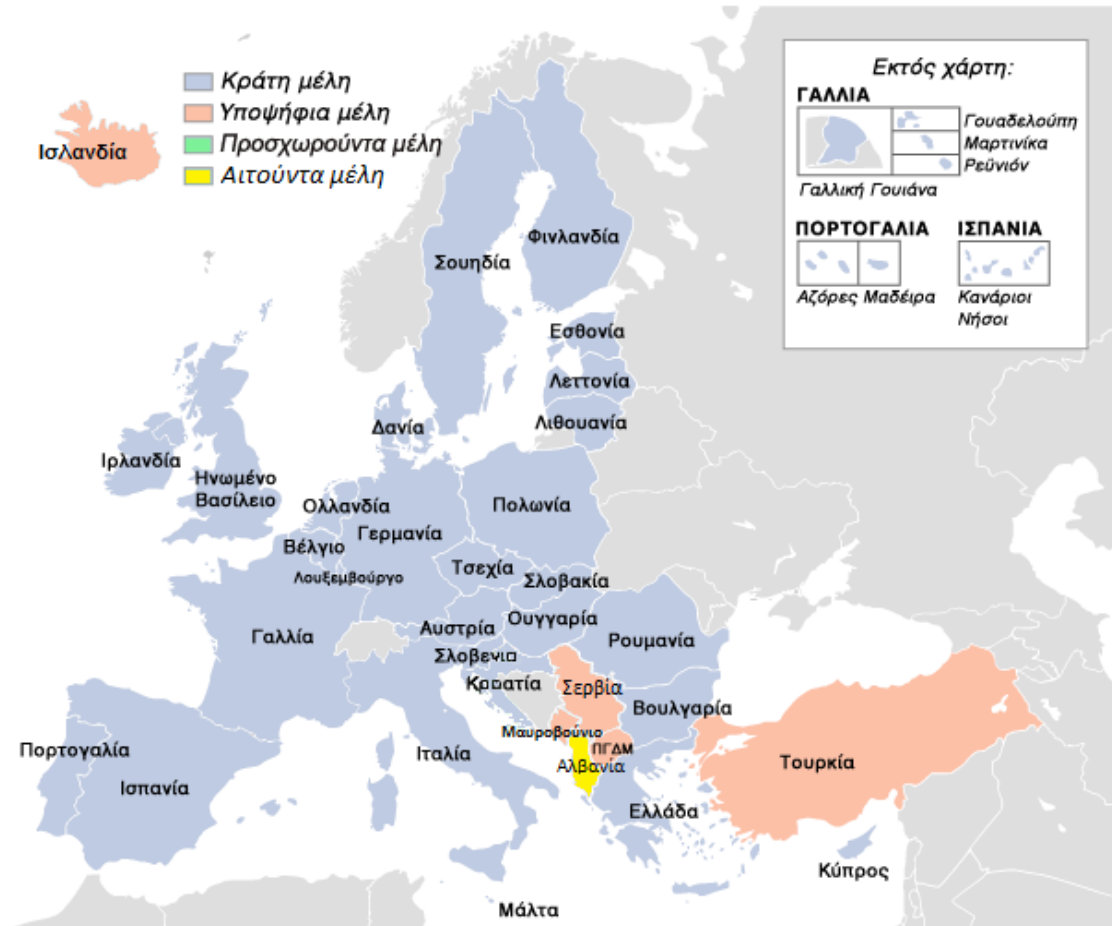 Κράτη μέλη
Υποψήφια μέλη
Προσχωρούντα μέλη
Αιτούντα μέλη
Εκτός χάρτη:
ΓΑΛΛΙΑ
Γουαδελούπη
Μαρτινίκα
Ρεϋνιόν
Γαλλική Γουιάνα
ΠΟΡΤΟΓΑΛΙΑ
Αζόρες Μαδέιρα
ΙΣΠΑΝΙΑ
Κανάριοι
Νήσοι
Ισλανδία
Φινλανδία
Σουηδία
Εσθονία
Λεττονία
Λιθουανία
Δανία
Ιρλανδία
Ηνωμένο
Βασίλειο
Ολλανδία
Πολωνία
Γερμανία
Βέλγιο
Τσεχία
Λουξεμβούργο
Σλοβακία
Ουγγαρία
Αυστρία
Γαλλία
Ρουμανία
Σλοβενια
Κροατία
Σερβία
Βουλγαρία
Μαυροβούνιο
ΠΓΔΜ
Πορτογαλία
Ιταλία
Αλβανία
Τουρκία
Ισπανία
Ελλάδα
Κύπρος
Μάλτα